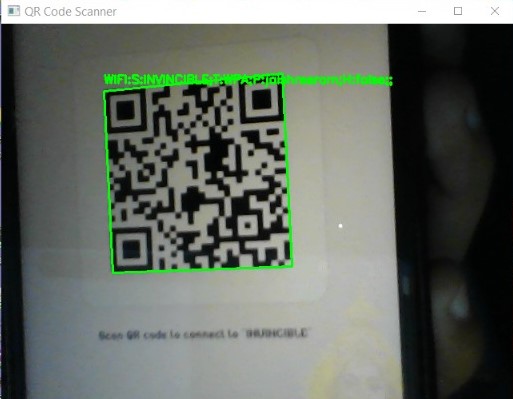 QR Code Scanner
WIFI:S:INVINCIBLE;T:WPA;P:
Scan QR code to connect to "INVINCIBLE"